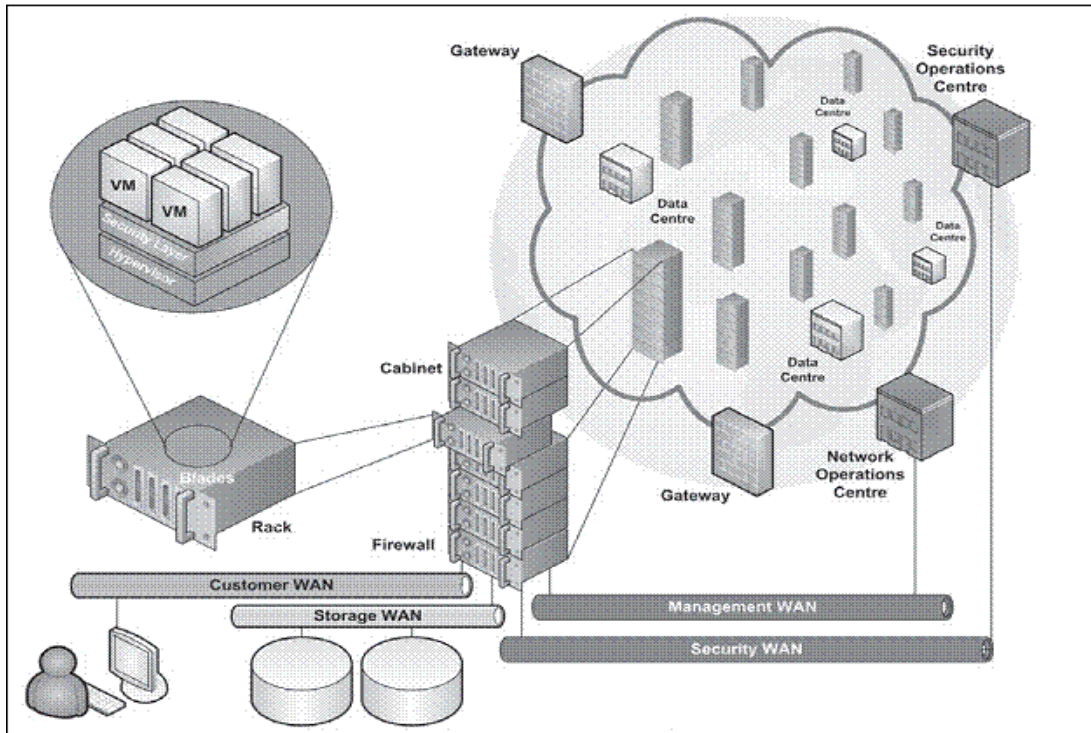 Gateway
Security
Operations
Centre
Data
Centre
VM
VM
Security Layer
Hypervisor
Data
Centre
Data
Centre
Cabinet
Data
Centre
Blades
Rack
Network
Operations
Centre
Gateway
Firewall
Customer WAN
Storage WAN
Management WAN
Security WAN